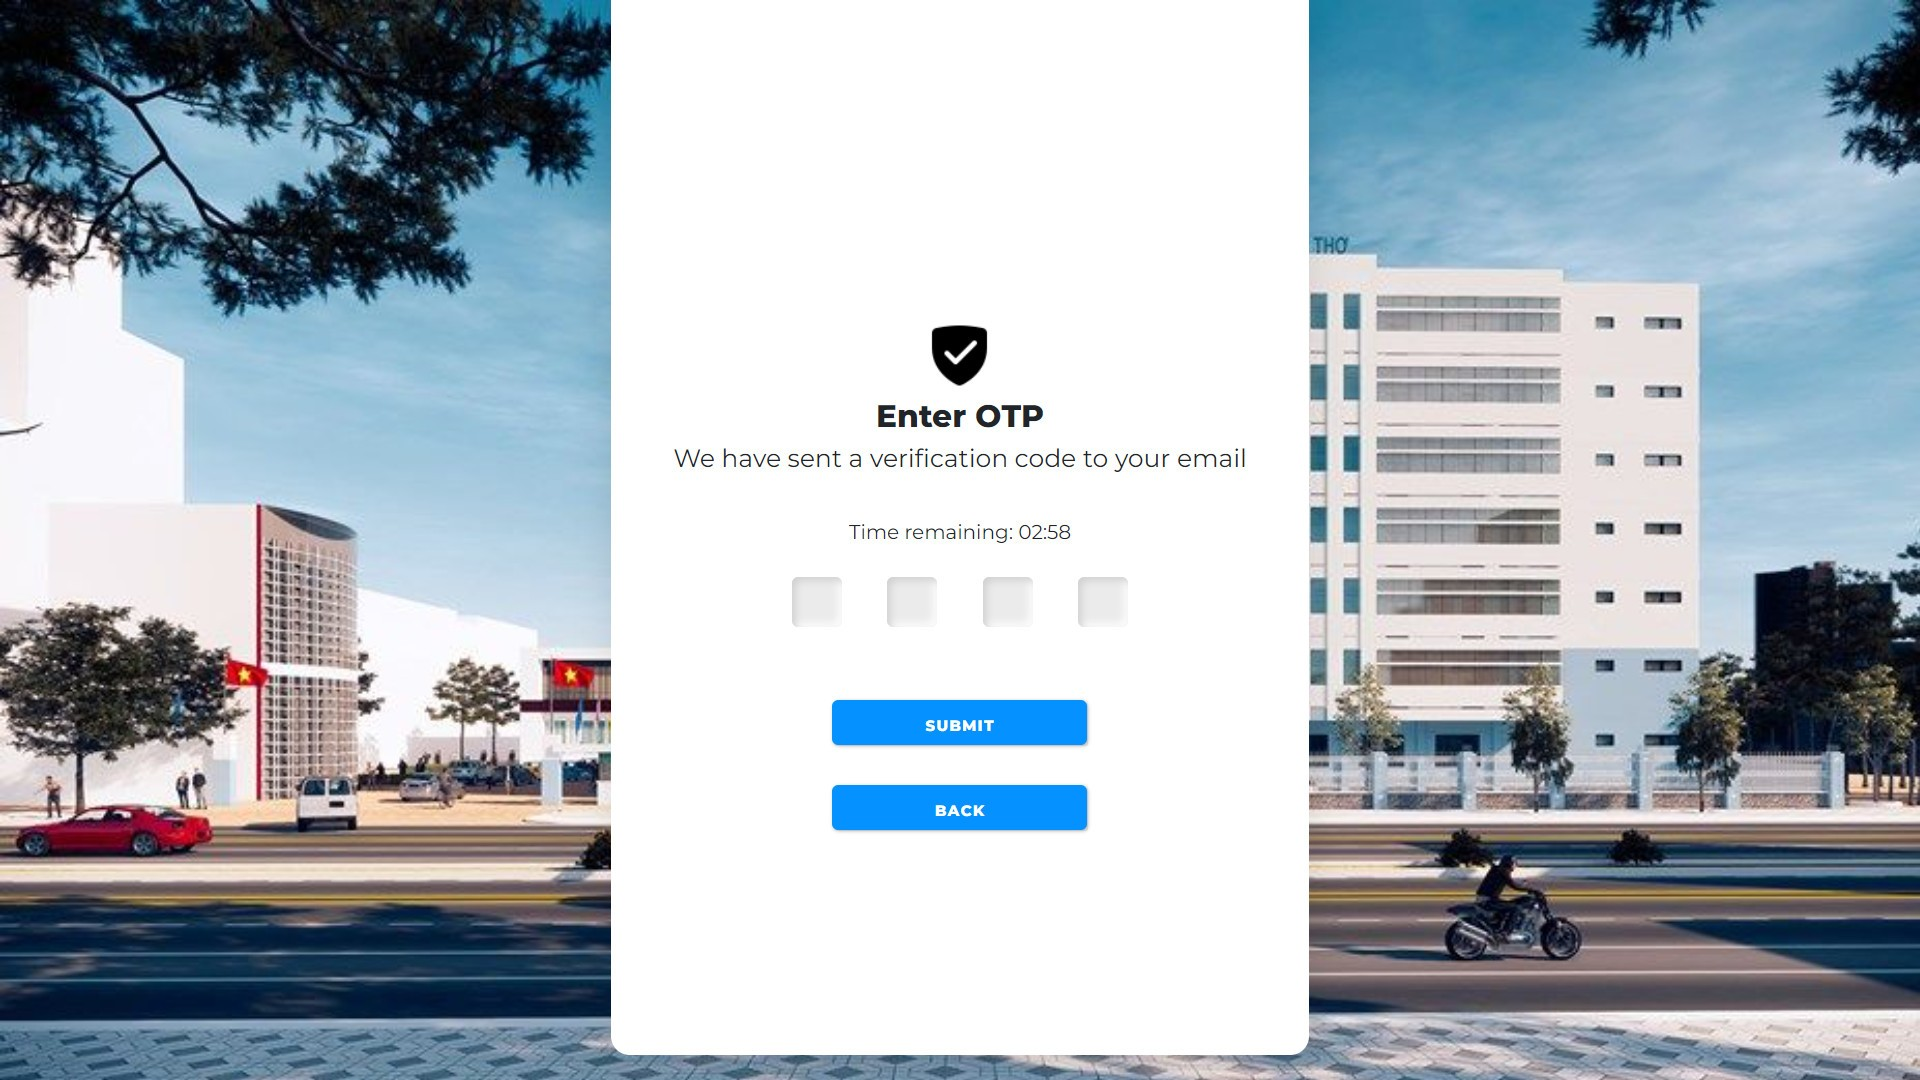 THƠ
Enter OTP
We have sent a verification code to your email
Time remaining: 02:58
SUBMIT
BACK